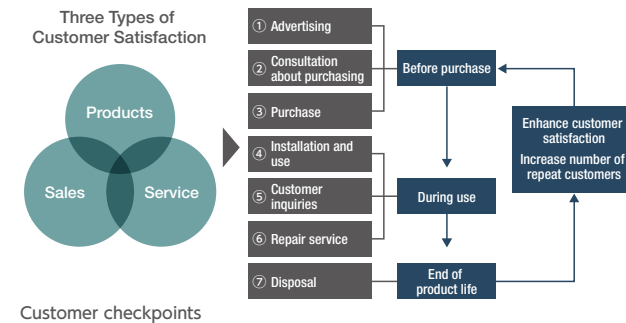 Three Types of
Customer Satisfaction
Products
Sales
Service
① Advertising
② Consultation
about purchasing
③ Purchase
④ Installation and
use
⑤ Customer
inquiries
⑥ Repair service
⑦ Disposal
Before purchase
During use
End of
product life
Enhance customer
satisfaction
Increase number of
repeat customers
Customer checkpoints